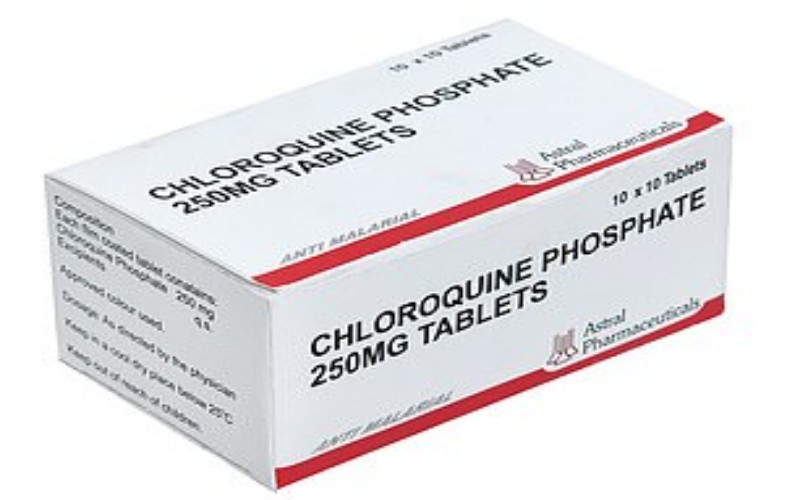 10 x 10 Tablets
CHLOROQUINE PHOSPHATE
250MG TABLETS
Astral
Pharmaceuticals
ANTI MALARIAL
Composition
Each film coated tablet conatains:
Chloroquine Phosphate 250 mg
Excipients q.s.
Approved colour used.
Dosage: As directed by the physician
Keep in a cool dry place below 25°C
Keep out of reach of children.
10 x 10 Tablets
CHLOROQUINE PHOSPHATE
250MG TABLETS
Astral
Pharmaceuticals
ANTI MALARIAL